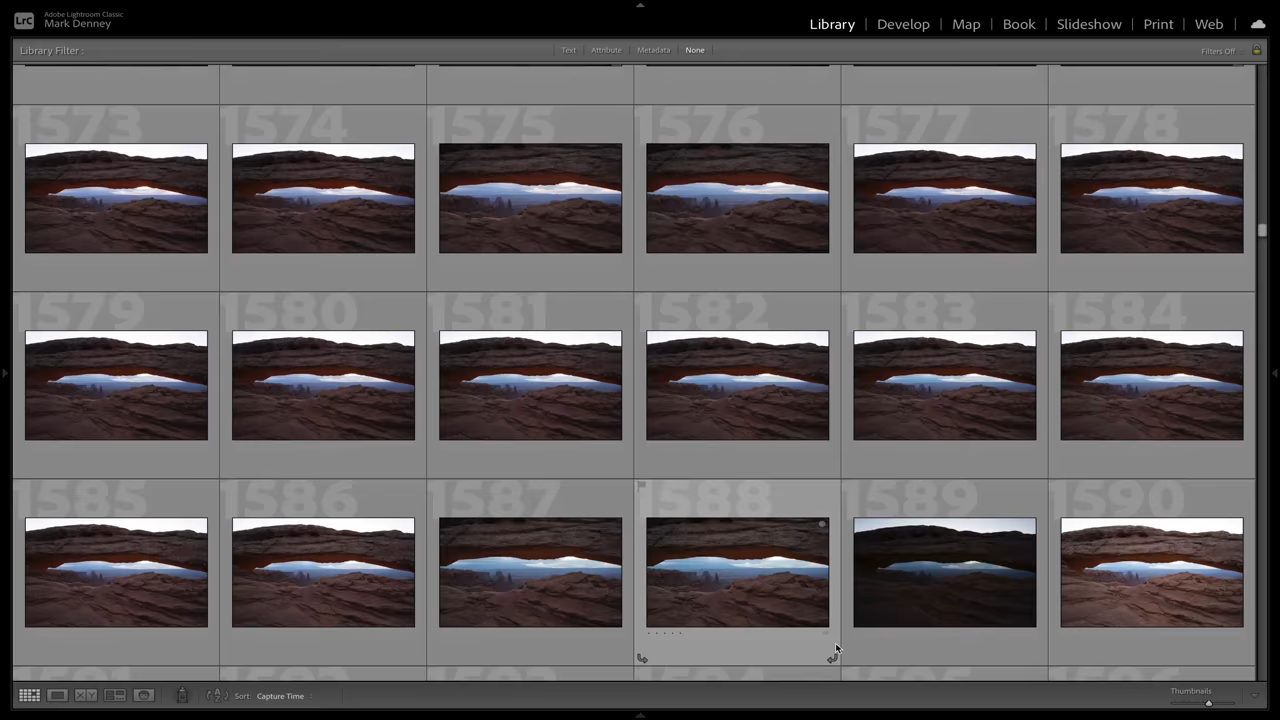 LrC
Adobe Lightroom Classic
Mark Denney
Library | Develop | Map | Book | Slideshow | Print | Web
Library Filter :
Text | Attribute | Metadata | None
Filters Off
1573 1574 1575 1576 1577 1578
1579 1580 1581 1582 1583 1584
1585 1586 1587 1588 1589 1590
XY
Sort: Capture Time
Thumbnails